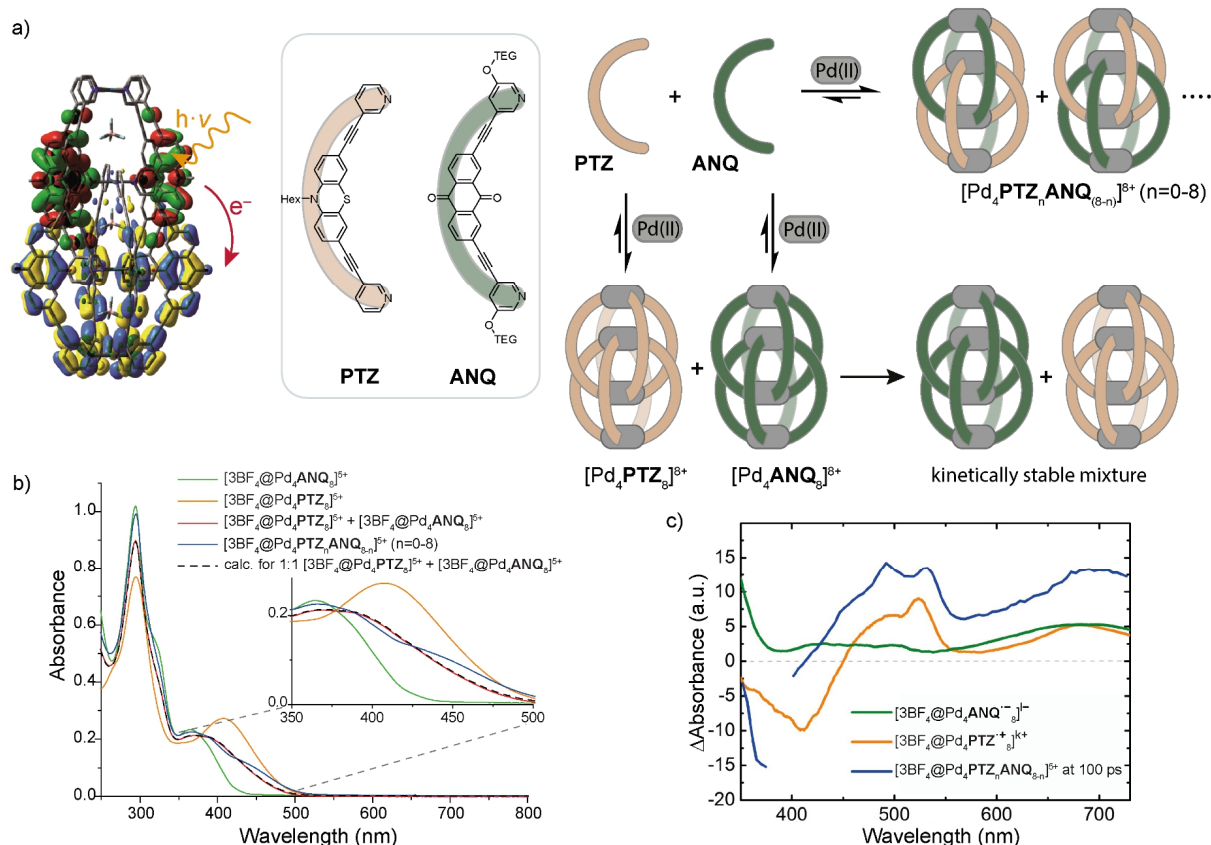 a)
h·ν
e⁻
TEG
O
N
Hex
N
S
N
PTZ
N
O
O
N
O
TEG
ANQ
PTZ
+
ANQ
Pd(II)
+
....
[Pd₄PTZₙANQ₍₈₋ₙ₎]⁸⁺ (n=0-8)
Pd(II)
Pd(II)
+
+
[Pd₄PTZ₈]⁸⁺
[Pd₄ANQ₈]⁸⁺
kinetically stable mixture
b)
[3BF₄@Pd₄ANQ₈]⁵⁺
[3BF₄@Pd₄PTZ₈]⁵⁺
[3BF₄@Pd₄PTZ₈]⁵⁺ + [3BF₄@Pd₄ANQ₈]⁵⁺
[3BF₄@Pd₄PTZₙANQ₈₋ₙ]⁵⁺ (n=0-8)
calc. for 1:1 [3BF₄@Pd₄PTZ₈]⁵⁺ + [3BF₄@Pd₄ANQ₈]⁵⁺
Absorbance
1.0
0.8
0.6
0.4
0.2
0.0
0.2
0.0
350 400 450 500
300 400 500 600 700 800
Wavelength (nm)
c)
ΔAbsorbance (a.u.)
25
20
15
10
5
0
-5
-10
-15
-20
[3BF₄@Pd₄ANQ·⁻₈]ˡ⁻
[3BF₄@Pd₄PTZ·⁺₈]ᵏ⁺
[3BF₄@Pd₄PTZₙANQ₈₋ₙ]⁵⁺ at 100 ps
400 500 600 700
Wavelength (nm)